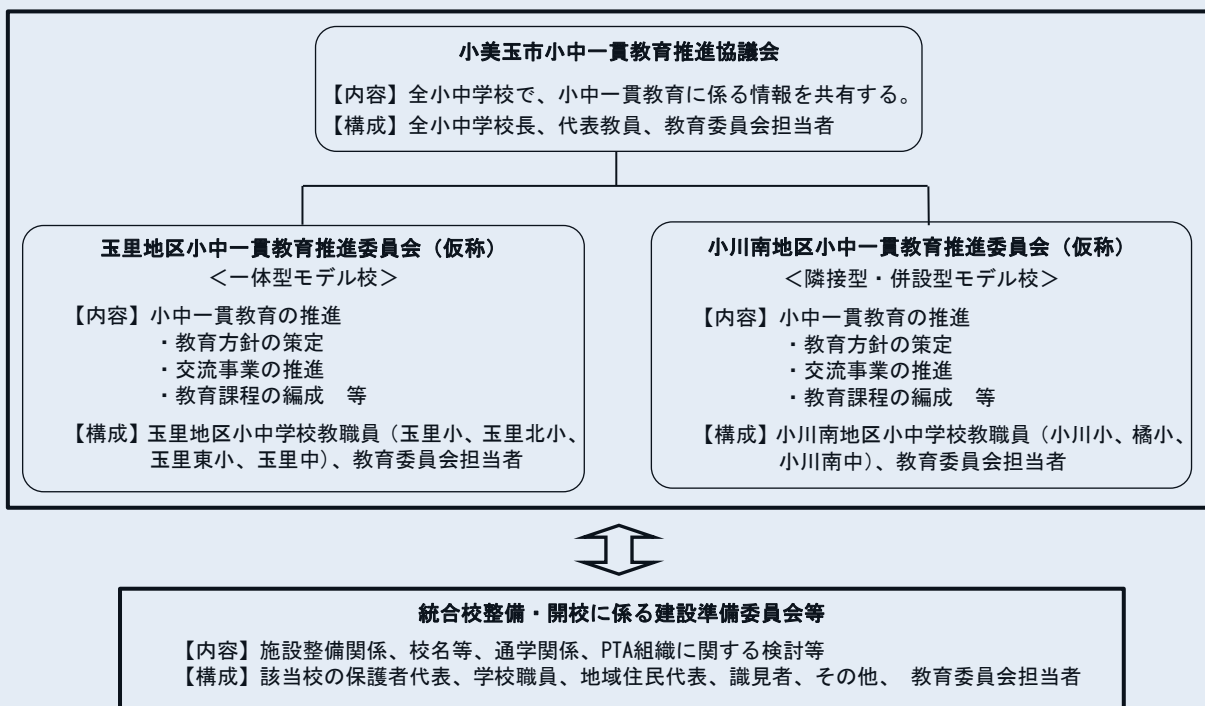 小美玉市小中一貫教育推進協議会
【内容】全小中学校で、小中一貫教育に係る情報を共有する。
【構成】全小中学校長、代表教員、教育委員会担当者
玉里地区小中一貫教育推進委員会（仮称）
＜一体型モデル校＞
【内容】小中一貫教育の推進
・教育方針の策定
・交流事業の推進
・教育課程の編成　等
【構成】玉里地区小中学校教職員（玉里小、玉里北小、
玉里東小、玉里中）、教育委員会担当者
小川南地区小中一貫教育推進委員会（仮称）
＜隣接型・併設型モデル校＞
【内容】小中一貫教育の推進
・教育方針の策定
・交流事業の推進
・教育課程の編成　等
【構成】小川南地区小中学校教職員（小川小、橘小、
小川南中）、教育委員会担当者
統合校整備・開校に係る建設準備委員会等
【内容】施設整備関係、校名等、通学関係、PTA組織に関する検討等
【構成】該当校の保護者代表、学校職員、地域住民代表、識見者、その他、 教育委員会担当者